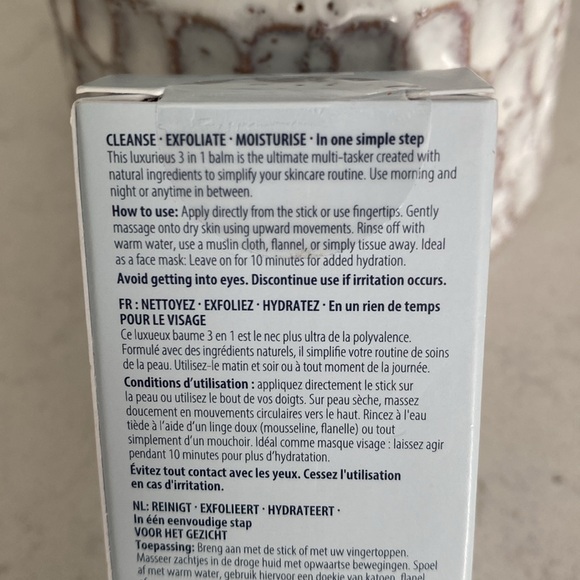 CLEANSE · EXFOLIATE · MOISTURISE · In one simple step
This luxurious 3 in 1 balm is the ultimate multi-tasker created with
natural ingredients to simplify your skincare routine. Use morning and
night or anytime in between.
How to use: Apply directly from the stick or use fingertips. Gently
massage onto dry skin using upward movements. Rinse off with
warm water, use a muslin cloth, flannel, or simply tissue away. Ideal
as a face mask: Leave on for 10 minutes for added hydration.
Avoid getting into eyes. Discontinue use if irritation occurs.
FR : NETTOYEZ · EXFOLIEZ · HYDRATEZ · En un rien de temps
POUR LE VISAGE
Ce luxueux baume 3 en 1 est le nec plus ultra de la polyvalence.
Formulé avec des ingrédients naturels, il simplifie votre routine de soins
de la peau. Utilisez-le matin et soir ou à tout moment de la journée.
Conditions d'utilisation : appliquez directement le stick sur
la peau ou utilisez le bout de vos doigts. Sur peau sèche, massez
doucement en mouvements circulaires vers le haut. Rincez à l'eau
tiède à l'aide d'un linge doux (mousseline, flanelle) ou tout
simplement d'un mouchoir. Idéal comme masque visage : laissez agir
pendant 10 minutes pour plus d'hydratation.
Évitez tout contact avec les yeux. Cessez l'utilisation
en cas d'irritation.
NL: REINIGT · EXFOLIEERT · HYDRATEERT ·
In één eenvoudige stap
VOOR HET GEZICHT
Toepassing: Breng aan met de stick of met uw vingertoppen.
Masseer zachtjes in de droge huid met opwaartse bewegingen. Spoel
af met warm water, gebruik hiervoor een doekje van katoen, flanel